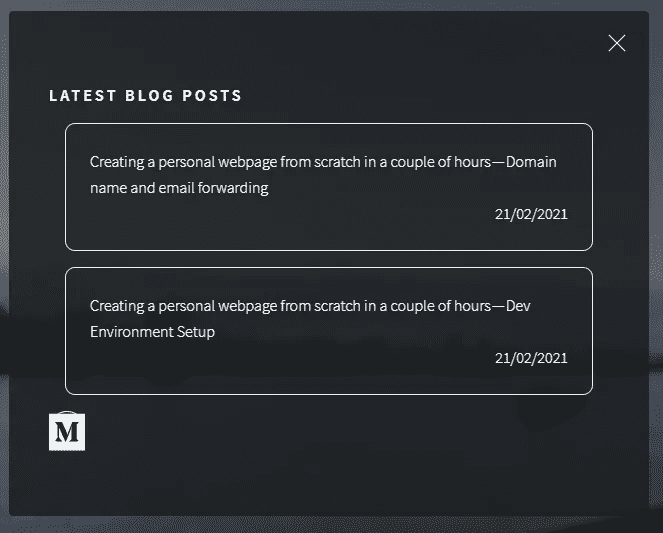 LATEST BLOG POSTS
Creating a personal webpage from scratch in a couple of hours—Domain
name and email forwarding
21/02/2021
Creating a personal webpage from scratch in a couple of hours—Dev
Environment Setup
21/02/2021
M